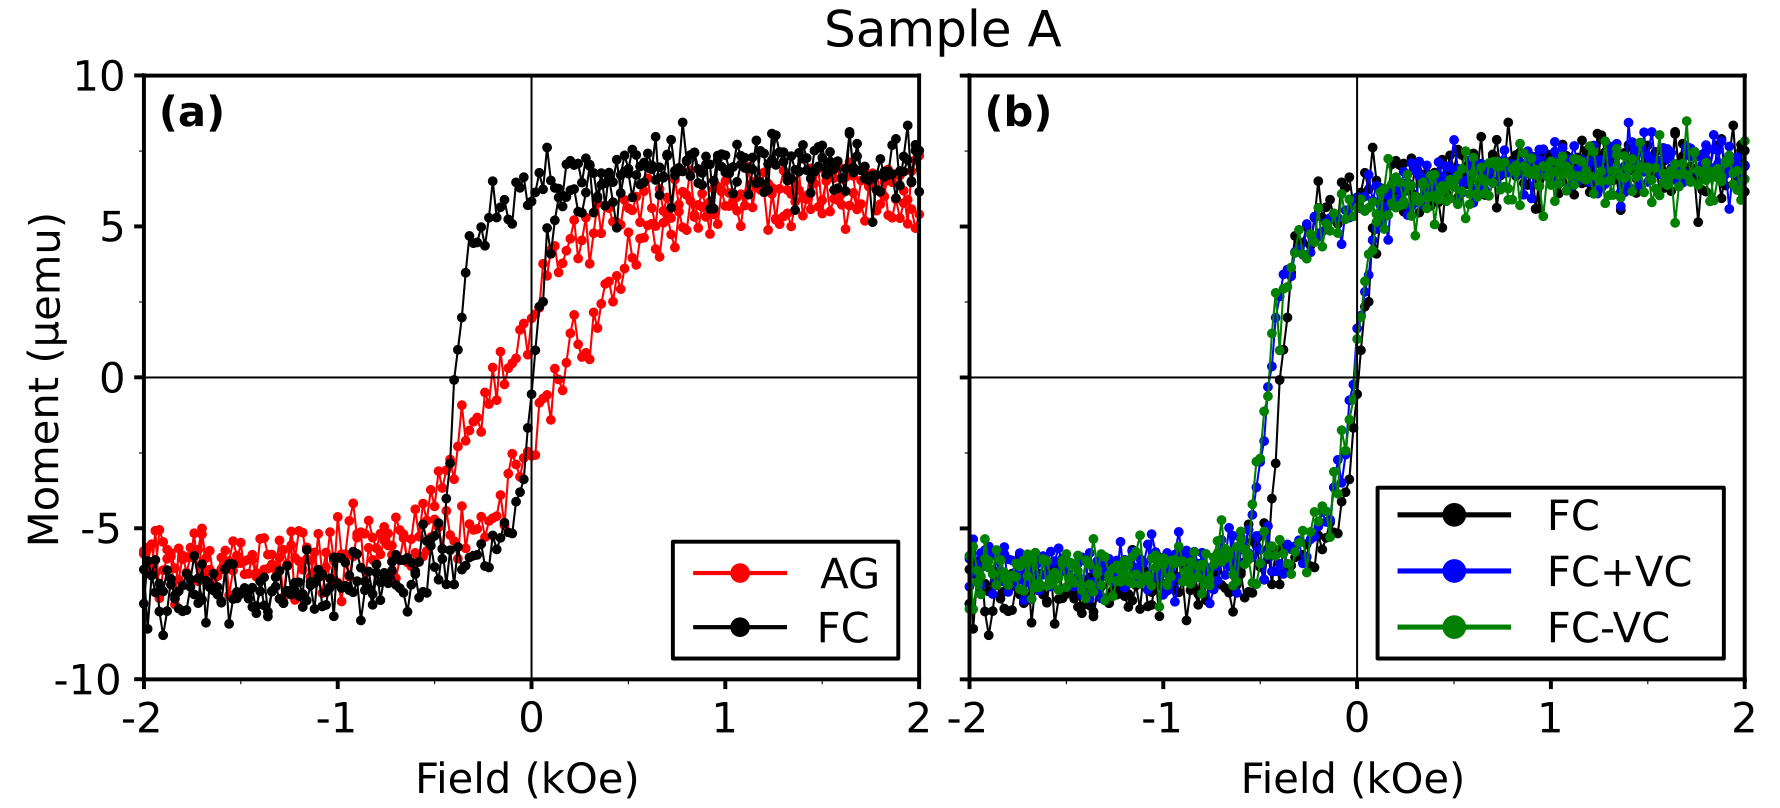 Sample A
(a)
(b)
10
5
0
-5
-10
Moment (μemu)
AG
FC
FC
FC+VC
FC-VC
-2 -1 0 1 2
-2 -1 0 1 2
Field (kOe)
Field (kOe)